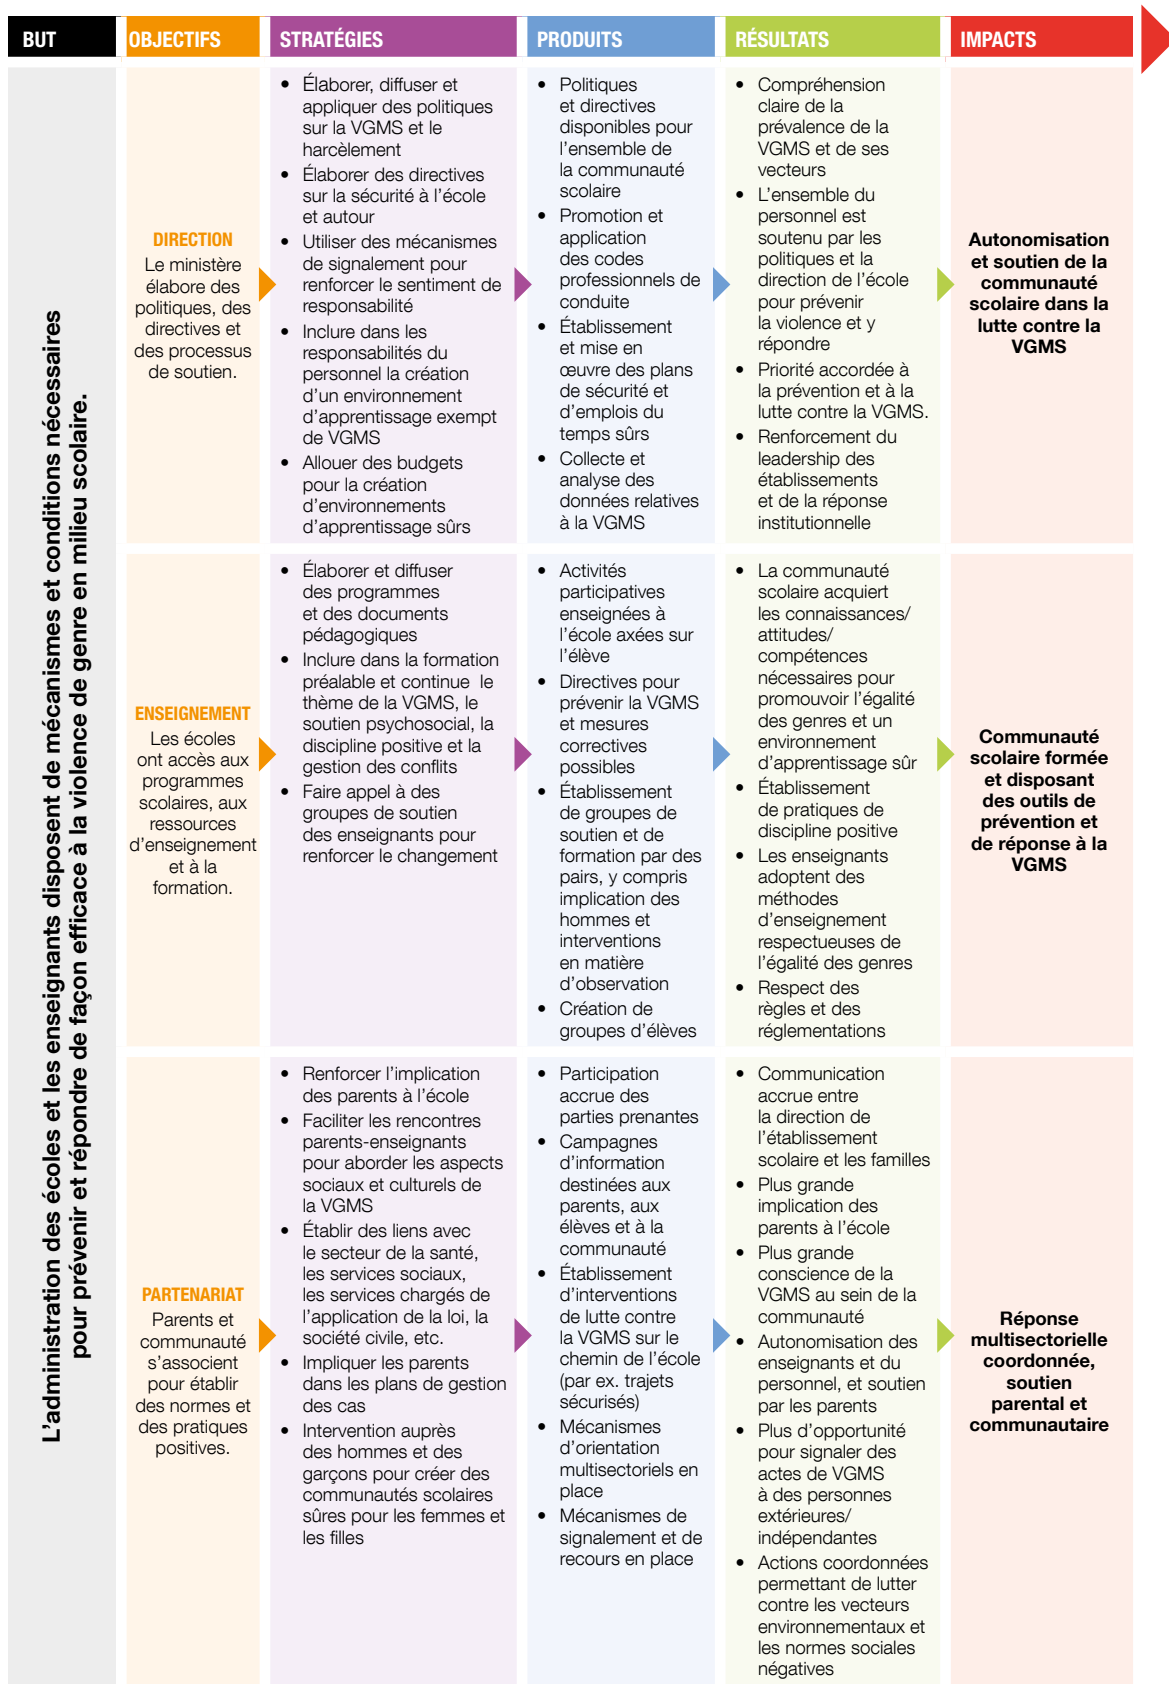 BUT
OBJECTIFS
STRATÉGIES
PRODUITS
RÉSULTATS
IMPACTS
L’administration des écoles et les enseignants disposent de mécanismes et conditions nécessaires
pour prévenir et répondre de façon efficace à la violence de genre en milieu scolaire.
DIRECTION
Le ministère
élabore des
politiques, des
directives et
des processus
de soutien.
• Élaborer, diffuser et
appliquer des politiques
sur la VGMS et le
harcèlement
• Élaborer des directives
sur la sécurité à l’école
et autour
• Utiliser des mécanismes
de signalement pour
renforcer le sentiment de
responsabilité
• Inclure dans les
responsabilités du
personnel la création
d’un environnement
d’apprentissage exempt
de VGMS
• Allouer des budgets
pour la création
d’environnements
d’apprentissage sûrs
• Politiques
et directives
disponibles pour
l’ensemble de
la communauté
scolaire
• Promotion et
application
des codes
professionnels de
conduite
• Établissement
et mise en
œuvre des plans
de sécurité et
d’emplois du
temps sûrs
• Collecte et
analyse des
données relatives
à la VGMS
• Compréhension
claire de la
prévalence de la
VGMS et de ses
vecteurs
• L’ensemble du
personnel est
soutenu par les
politiques et la
direction de l’école
pour prévenir
la violence et y
répondre
• Priorité accordée à
la prévention et à la
lutte contre la VGMS.
• Renforcement du
leadership des
établissements
et de la réponse
institutionnelle
Autonomisation
et soutien de la
communauté
scolaire dans la
lutte contre la
VGMS
ENSEIGNEMENT
Les écoles
ont accès aux
programmes
scolaires, aux
ressources
d’enseignement
et à la
formation.
• Élaborer et diffuser
des programmes
et des documents
pédagogiques
• Inclure dans la formation
préalable et continue le
thème de la VGMS, le
soutien psychosocial, la
discipline positive et la
gestion des conflits
• Faire appel à des
groupes de soutien
des enseignants pour
renforcer le changement
• Activités
participatives
enseignées à
l’école axées sur
l’élève
• Directives pour
prévenir la VGMS
et mesures
correctives
possibles
• Établissement
de groupes de
soutien et de
formation par des
pairs, y compris
implication des
hommes et
interventions
en matière
d’observation
• Création de
groupes d’élèves
• La communauté
scolaire acquiert
les connaissances/
attitudes/
compétences
nécessaires pour
promouvoir l’égalité
des genres et un
environnement
d’apprentissage sûr
• Établissement
de pratiques de
discipline positive
• Les enseignants
adoptent des
méthodes
d’enseignement
respectueuses de
l’égalité des genres
• Respect des
règles et des
réglementations
Communauté
scolaire formée
et disposant
des outils de
prévention et
de réponse à la
VGMS
PARTENARIAT
Parents et
communauté
s’associent
pour établir
des normes et
des pratiques
positives.
• Renforcer l’implication
des parents à l’école
• Faciliter les rencontres
parents-enseignants
pour aborder les aspects
sociaux et culturels de
la VGMS
• Établir des liens avec
le secteur de la santé,
les services sociaux,
les services chargés de
l’application de la loi, la
société civile, etc.
• Impliquer les parents
dans les plans de gestion
des cas
• Intervention auprès
des hommes et des
garçons pour créer des
communautés scolaires
sûres pour les femmes et
les filles
• Participation
accrue des
parties prenantes
• Campagnes
d’information
destinées aux
parents, aux
élèves et à la
communauté
• Établissement
d’interventions
de lutte contre
la VGMS sur le
chemin de l’école
(par ex. trajets
sécurisés)
• Mécanismes
d’orientation
multisectoriels en
place
• Mécanismes de
signalement et de
recours en place
• Communication
accrue entre
la direction de
l’établissement
scolaire et les familles
• Plus grande
implication des
parents à l’école
• Plus grande
conscience de la
VGMS au sein de la
communauté
• Autonomisation des
enseignants et du
personnel, et soutien
par les parents
• Plus d’opportunité
pour signaler des
actes de VGMS
à des personnes
extérieures/
indépendantes
• Actions coordonnées
permettant de lutter
contre les vecteurs
environnementaux et
les normes sociales
négatives
Réponse
multisectorielle
coordonnée,
soutien
parental et
communautaire